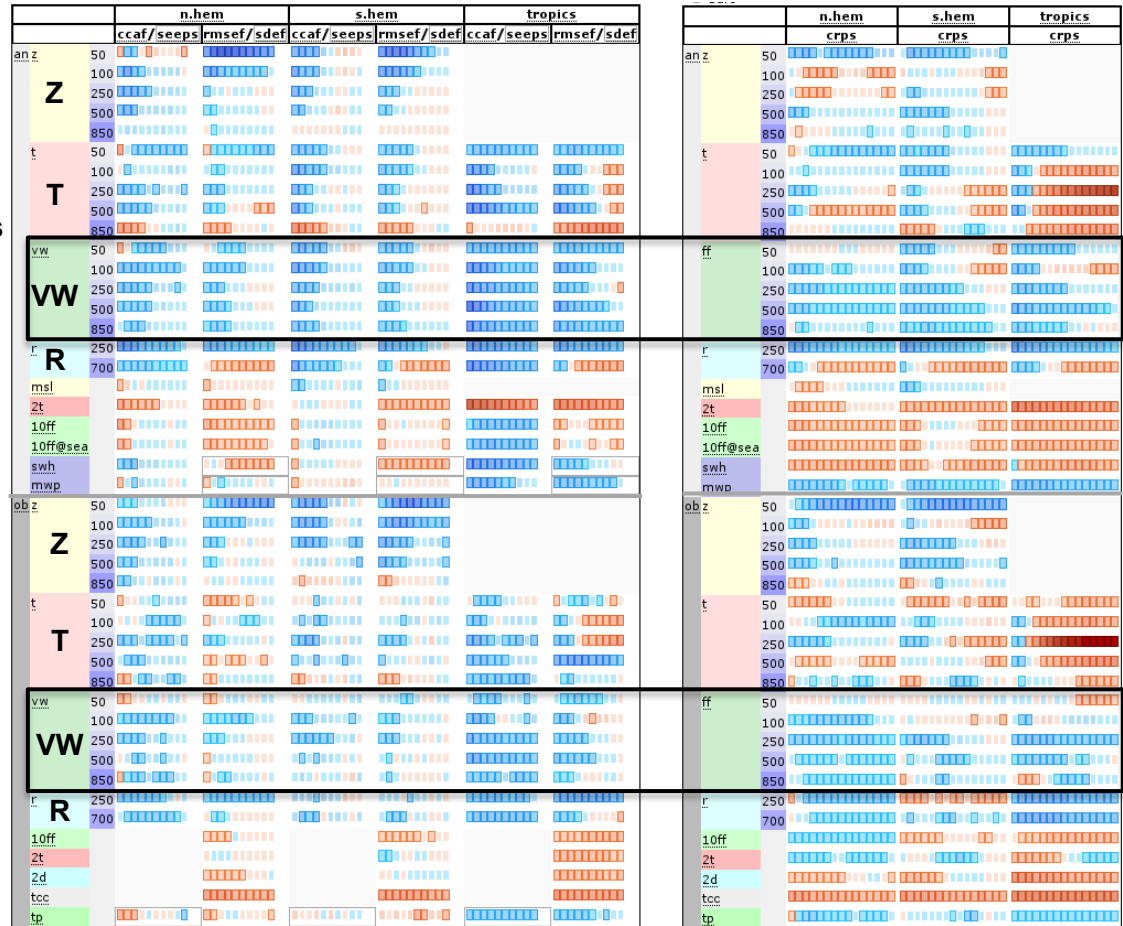 n.hem s.hem tropics
ccaf/seeps rmsef/sdef ccaf/seeps rmsef/sdef ccaf/seeps rmsef/sdef
an z 50
100
Z 250
500
850
t 50
100
T 250
500
850
vw 50
100
VW 250
500
850
r 250
R 700
msl
2t
10ff
10ff@sea
swh
mwp
ob z 50
100
Z 250
500
850
t 50
100
T 250
500
850
vw 50
100
VW 250
500
850
r 250
R 700
10ff
2t
2d
tcc
tp
n.hem s.hem tropics
crps crps crps
an z 50
100
250
500
850
t 50
100
250
500
850
ff 50
100
250
500
850
r 250
700
msl
2t
10ff
10ff@sea
swh
mwp
ob z 50
100
250
500
850
t 50
100
250
500
850
ff 50
100
250
500
850
r 250
700
10ff
2t
2d
tcc
tp